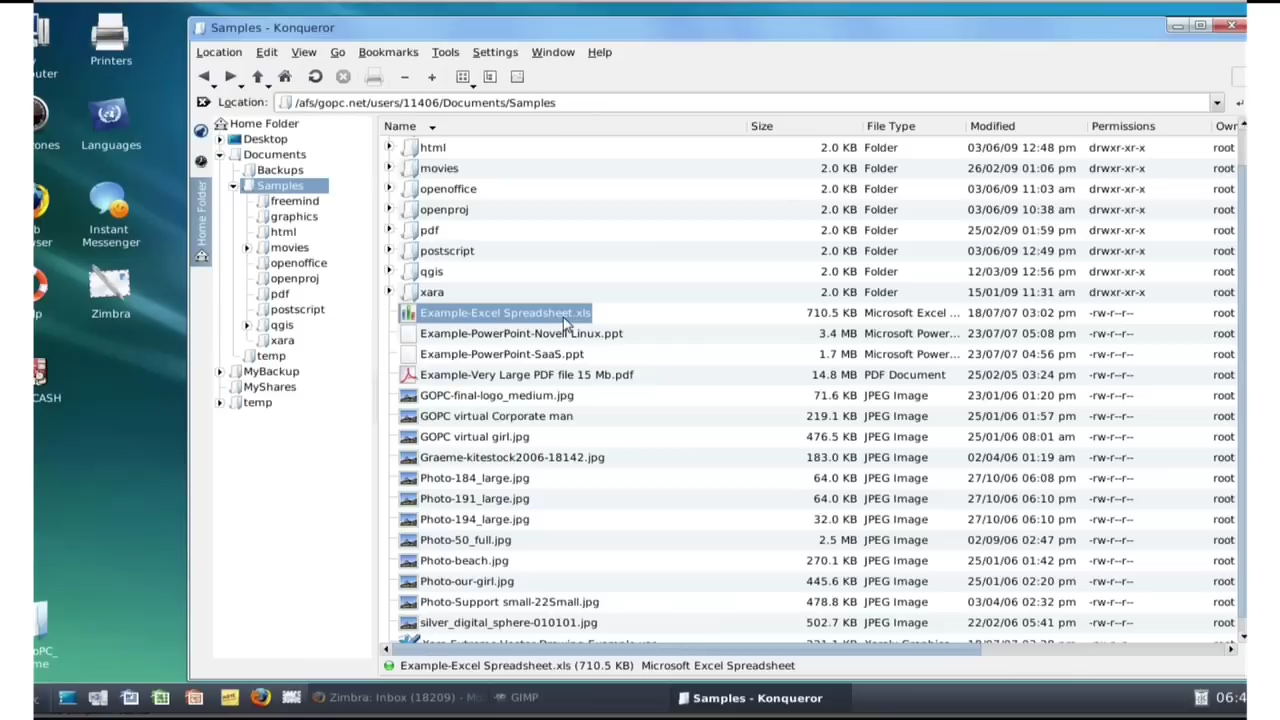 Samples - Konqueror
Location Edit View Go Bookmarks Tools Settings Window Help
Location: /afs/gopc.net/users/11406/Documents/Samples
Printers
Languages
Instant
Messenger
Zimbra
Home Folder
Home Folder
Desktop
Documents
Backups
Samples
freemind
graphics
html
movies
openoffice
openproj
pdf
postscript
qgis
xara
temp
MyBackup
MyShares
temp
Name Size File Type Modified Permissions
html 2.0 KB Folder 03/06/09 12:48 pm drwxr-xr-x root
movies 2.0 KB Folder 26/02/09 01:06 pm drwxr-xr-x root
openoffice 2.0 KB Folder 03/06/09 11:03 am drwxr-xr-x root
openproj 2.0 KB Folder 03/06/09 10:38 am drwxr-xr-x root
pdf 2.0 KB Folder 25/02/09 01:59 pm drwxr-xr-x root
postscript 2.0 KB Folder 03/06/09 12:49 pm drwxr-xr-x root
qgis 2.0 KB Folder 12/03/09 12:56 pm drwxr-xr-x root
xara 2.0 KB Folder 15/01/09 11:31 am drwxr-xr-x root
Example-Excel Spreadsheet.xls 710.5 KB Microsoft Excel ... 18/07/07 03:02 pm -rw-r--r-- root
Example-PowerPoint-Novell Linux.ppt 3.4 MB Microsoft Power... 23/07/07 05:08 pm -rw-r--r-- root
Example-PowerPoint-SaaS.ppt 1.7 MB Microsoft Power... 23/07/07 04:56 pm -rw-r--r-- root
Example-Very Large PDF file 15 Mb.pdf 14.8 MB PDF Document 25/02/05 03:24 pm -rw-r--r-- root
GOPC-final-logo_medium.jpg 71.6 KB JPEG Image 23/01/06 01:20 pm -rw-r--r-- root
GOPC virtual Corporate man 219.1 KB JPEG Image 25/01/06 01:57 pm -rw-r--r-- root
GOPC virtual girl.jpg 476.5 KB JPEG Image 25/01/06 08:01 am -rw-r--r-- root
Graeme-kitestock2006-18142.jpg 183.0 KB JPEG Image 02/04/06 01:19 am -rw-r--r-- root
Photo-184_large.jpg 64.0 KB JPEG Image 27/10/06 06:08 pm -rw-r--r-- root
Photo-191_large.jpg 64.0 KB JPEG Image 27/10/06 06:10 pm -rw-r--r-- root
Photo-194_large.jpg 32.0 KB JPEG Image 27/10/06 06:10 pm -rw-r--r-- root
Photo-50_full.jpg 2.5 MB JPEG Image 02/09/06 02:47 pm -rw-r--r-- root
Photo-beach.jpg 270.1 KB JPEG Image 25/01/06 01:42 pm -rw-r--r-- root
Photo-our-girl.jpg 445.6 KB JPEG Image 25/01/06 02:20 pm -rw-r--r-- root
Photo-Support small-22Small.jpg 478.8 KB JPEG Image 03/04/06 02:32 pm -rw-r--r-- root
silver_digital_sphere-010101.jpg 502.7 KB JPEG Image 22/02/06 05:41 pm -rw-r--r-- root
Example-Excel Spreadsheet.xls (710.5 KB) Microsoft Excel Spreadsheet
Zimbra: Inbox (18209) - GIMP Samples - Konqueror 06:4